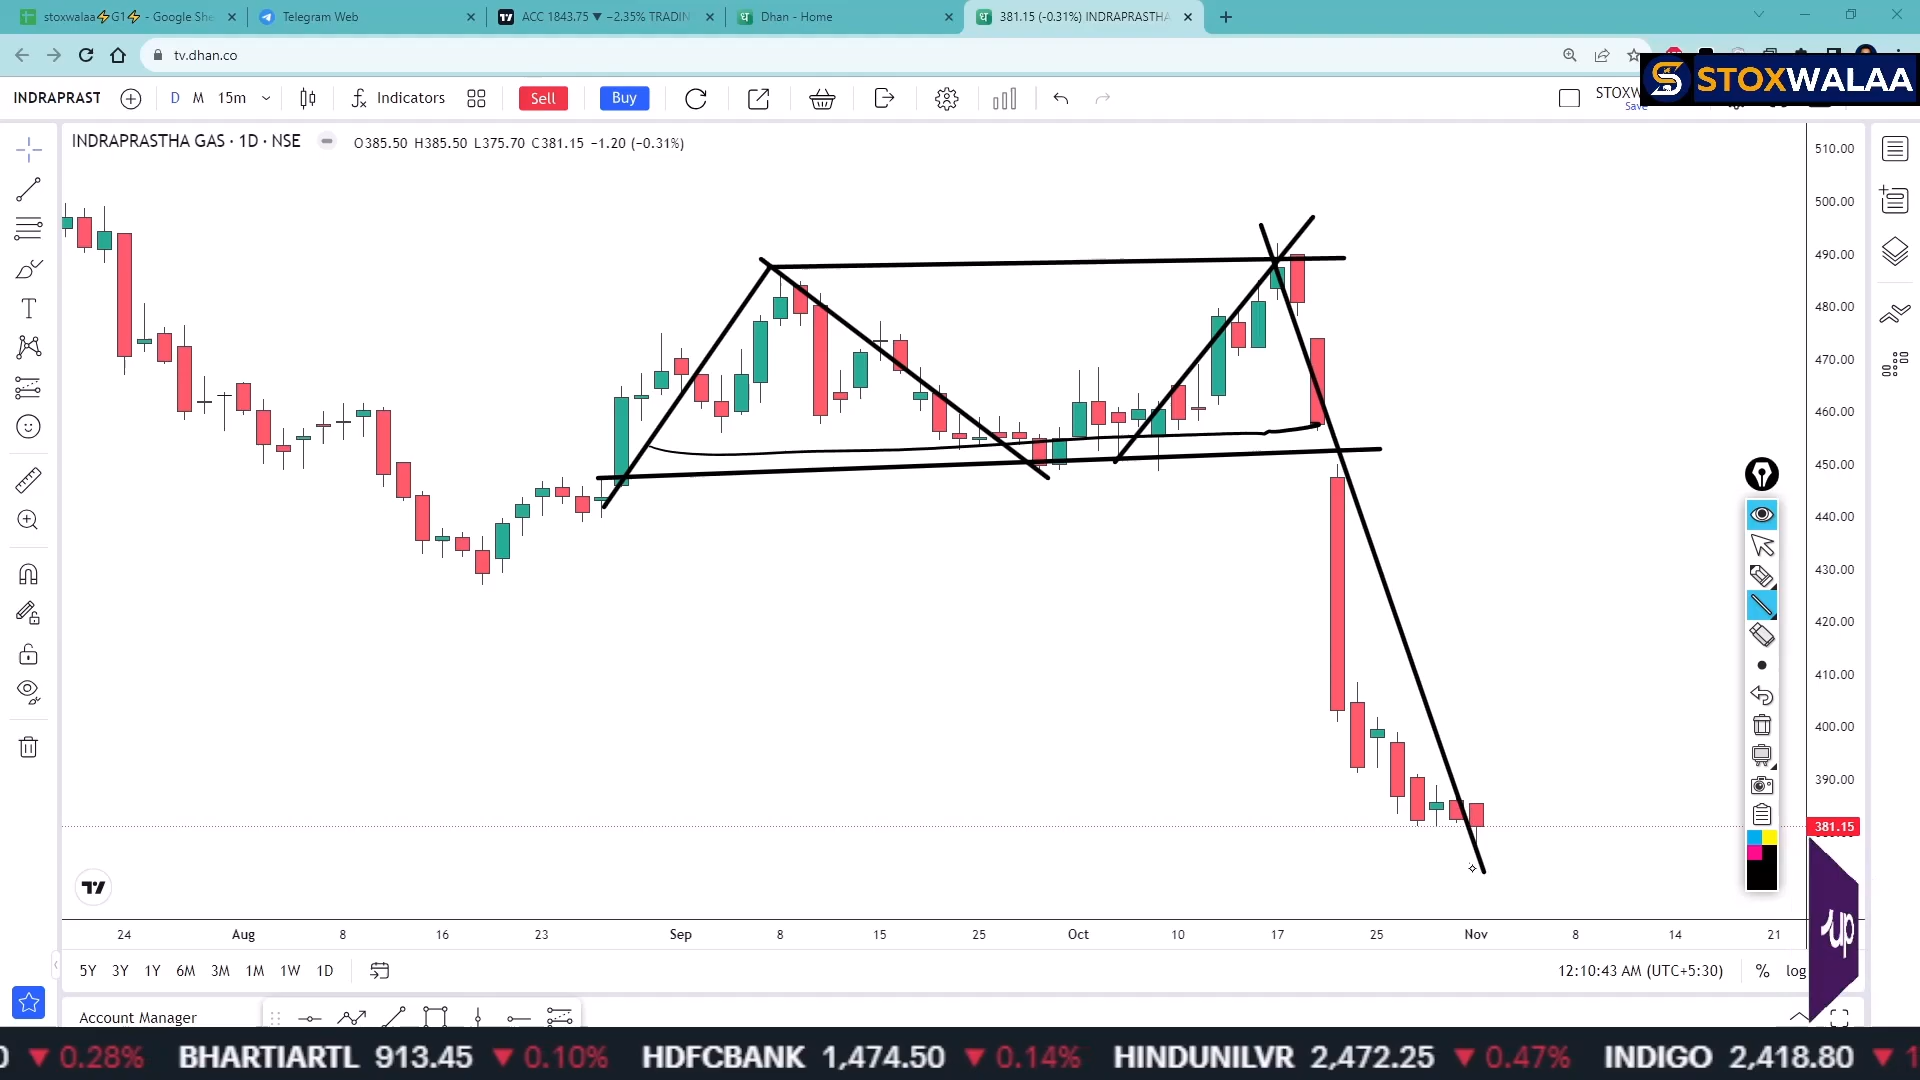 stoxwalaa⚡G1⚡ - Google She
Telegram Web
ACC 1843.75 ▼ −2.35% TRADIN
Dhan - Home
381.15 (-0.31%) INDRAPRASTHA
tv.dhan.co
INDRAPRAST
D
M
15m
Indicators
Sell
Buy
STOXW
Save
STOXWALAA
INDRAPRASTHA GAS · 1D · NSE
O385.50 H385.50 L375.70 C381.15 −1.20 (−0.31%)
510.00
500.00
490.00
480.00
470.00
460.00
450.00
440.00
430.00
420.00
410.00
400.00
390.00
381.15
24
Aug
8
16
23
Sep
8
15
25
Oct
10
17
25
Nov
8
14
21
5Y 3Y 1Y 6M 3M 1M 1W 1D
12:10:43 AM (UTC+5:30)
%
log
up
Account Manager
0 ▼ 0.28% BHARTIARTL 913.45 ▼ 0.10% HDFCBANK 1,474.50 ▼ 0.14% HINDUNILVR 2,472.25 ▼ 0.47% INDIGO 2,418.80 ▼ 1